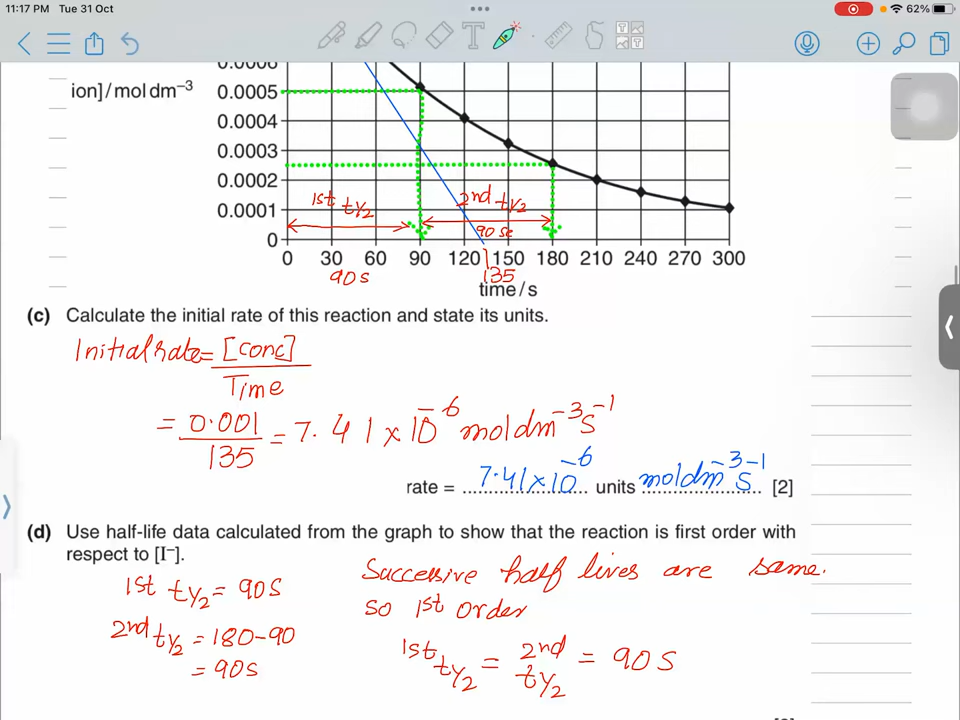 11:17 PM Tue 31 Oct
62%
0.0006
ion]/mol dm⁻³
0.0005
0.0004
0.0003
0.0002
0.0001
0
1st t½
2nd t½
90 se
0 30 60 90 120 150 180 210 240 270 300
90s
135
time/s
(c) Calculate the initial rate of this reaction and state its units.
Initial rate = [conc]
Time
= 0.001 = 7.41 × 10⁻⁶ mol dm⁻³ s⁻¹
135
rate = 7.41 × 10⁻⁶ units mol dm⁻³ s⁻¹ [2]
(d) Use half-life data calculated from the graph to show that the reaction is first order with
respect to [I⁻].
1st t½ = 90s
2nd t½ = 180-90
= 90s
Successive half lives are same.
so 1st order
1st t½ = 2nd t½ = 90 s